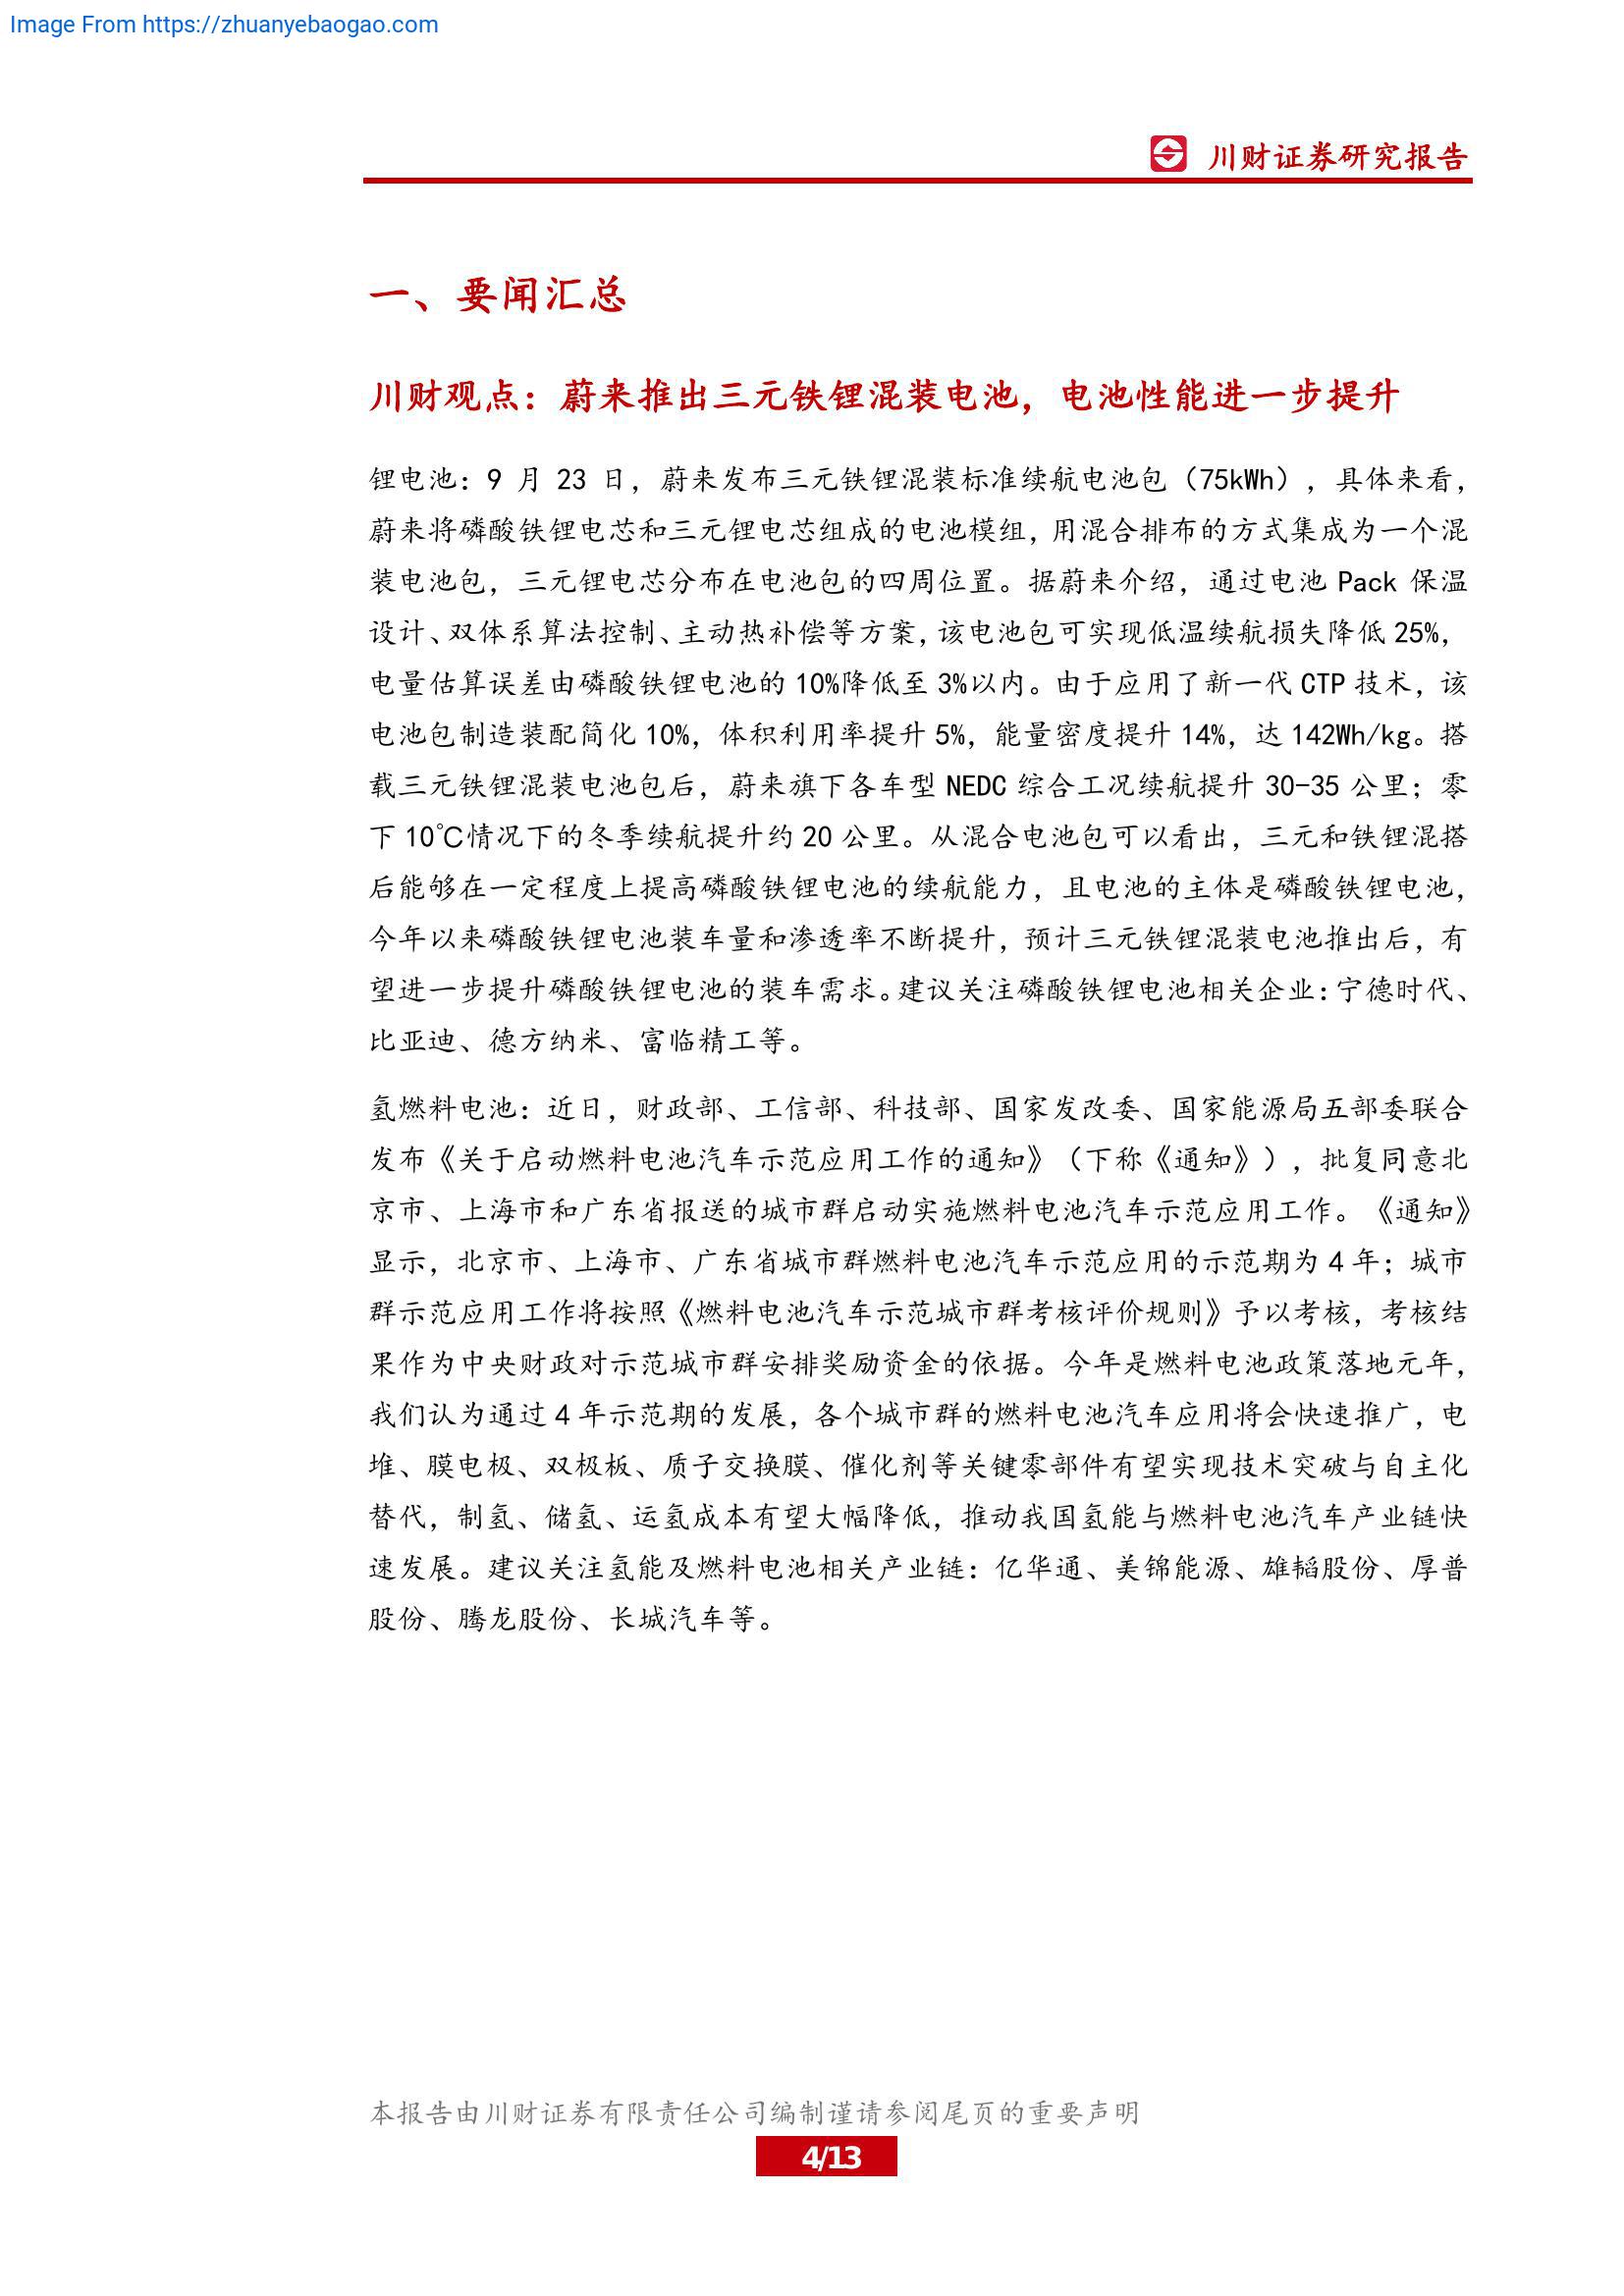 Image From https://zhuanyebaogao.com
川财证券研究报告
一、要闻汇总
川财观点：蔚来推出三元铁锂混装电池，电池性能进一步提升
锂电池：9 月 23 日，蔚来发布三元铁锂混装标准续航电池包（75kWh），具体来看，
蔚来将磷酸铁锂电芯和三元锂电芯组成的电池模组，用混合排布的方式集成为一个混
装电池包，三元锂电芯分布在电池包的四周位置。据蔚来介绍，通过电池 Pack 保温
设计、双体系算法控制、主动热补偿等方案，该电池包可实现低温续航损失降低 25%，
电量估算误差由磷酸铁锂电池的 10%降低至 3%以内。由于应用了新一代 CTP 技术，该
电池包制造装配简化 10%，体积利用率提升 5%，能量密度提升 14%，达 142Wh/kg。搭
载三元铁锂混装电池包后，蔚来旗下各车型 NEDC 综合工况续航提升 30-35 公里；零
下 10℃情况下的冬季续航提升约 20 公里。从混合电池包可以看出，三元和铁锂混搭
后能够在一定程度上提高磷酸铁锂电池的续航能力，且电池的主体是磷酸铁锂电池，
今年以来磷酸铁锂电池装车量和渗透率不断提升，预计三元铁锂混装电池推出后，有
望进一步提升磷酸铁锂电池的装车需求。建议关注磷酸铁锂电池相关企业：宁德时代、
比亚迪、德方纳米、富临精工等。
氢燃料电池：近日，财政部、工信部、科技部、国家发改委、国家能源局五部委联合
发布《关于启动燃料电池汽车示范应用工作的通知》（下称《通知》），批复同意北
京市、上海市和广东省报送的城市群启动实施燃料电池汽车示范应用工作。《通知》
显示，北京市、上海市、广东省城市群燃料电池汽车示范应用的示范期为 4 年；城市
群示范应用工作将按照《燃料电池汽车示范城市群考核评价规则》予以考核，考核结
果作为中央财政对示范城市群安排奖励资金的依据。今年是燃料电池政策落地元年，
我们认为通过 4 年示范期的发展，各个城市群的燃料电池汽车应用将会快速推广，电
堆、膜电极、双极板、质子交换膜、催化剂等关键零部件有望实现技术突破与自主化
替代，制氢、储氢、运氢成本有望大幅降低，推动我国氢能与燃料电池汽车产业链快
速发展。建议关注氢能及燃料电池相关产业链：亿华通、美锦能源、雄韬股份、厚普
股份、腾龙股份、长城汽车等。
本报告由川财证券有限责任公司编制谨请参阅尾页的重要声明
4/13